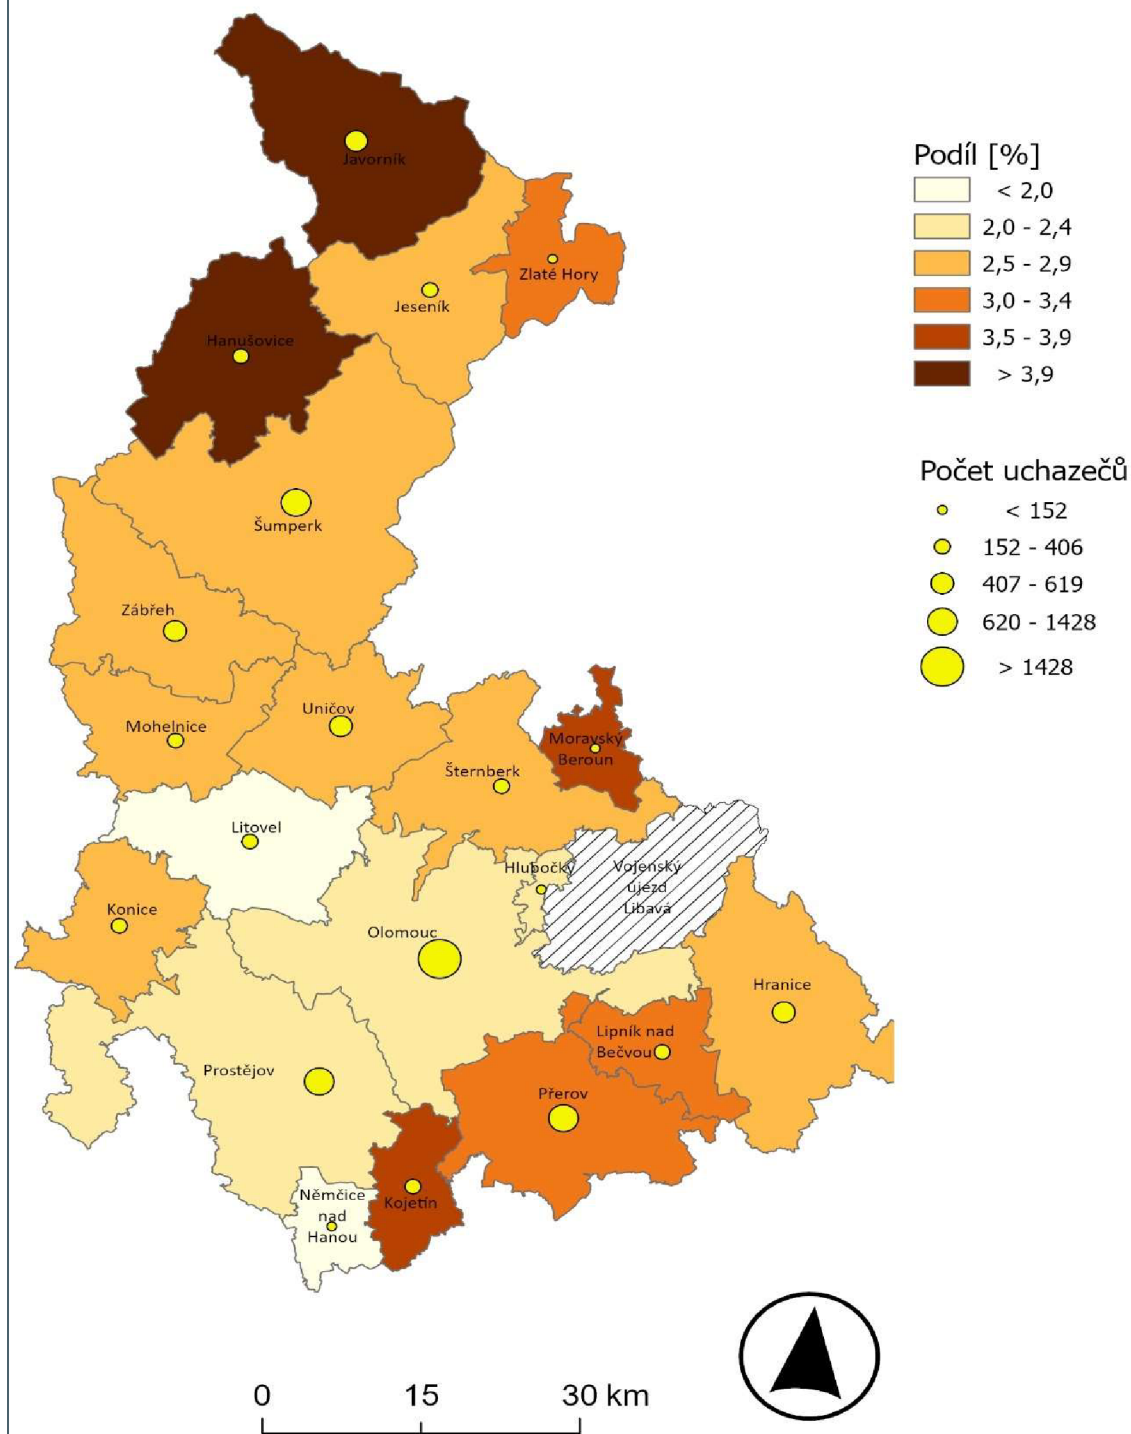 Javorník
Zlaté Hory
Jeseník
Hanušovice
Šumperk
Zábřeh
Mohelnice
Uničov
Šternberk
Moravský
Beroun
Litovel
Hlubočky
Vojenský
újezd
Libavá
Konice
Olomouc
Hranice
Lipník nad
Bečvou
Prostějov
Přerov
Kojetín
Němčice
nad
Hanou
Podíl [%]
< 2,0
2,0 - 2,4
2,5 - 2,9
3,0 - 3,4
3,5 - 3,9
> 3,9
Počet uchazečů
< 152
152 - 406
407 - 619
620 - 1428
> 1428
0 15 30 km